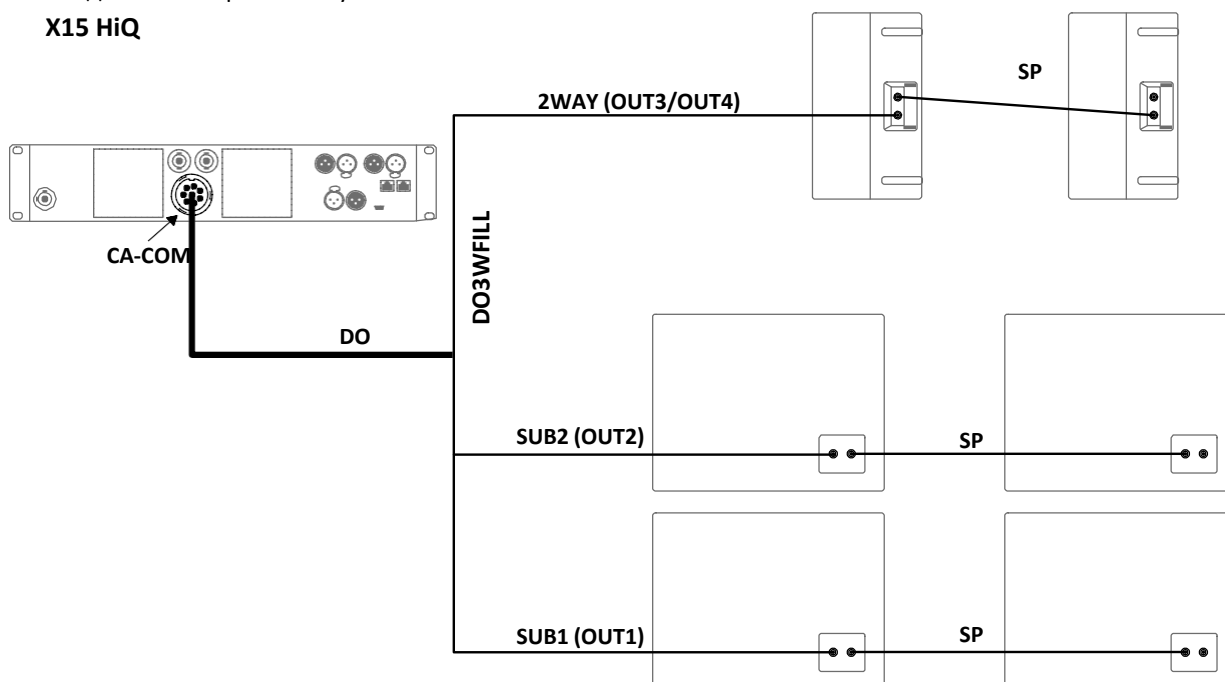 X15 HiQ
SP
2WAY (OUT3/OUT4)
CA-COM
DO3WFILL
DO
SUB2 (OUT2)
SP
SUB1 (OUT1)
SP